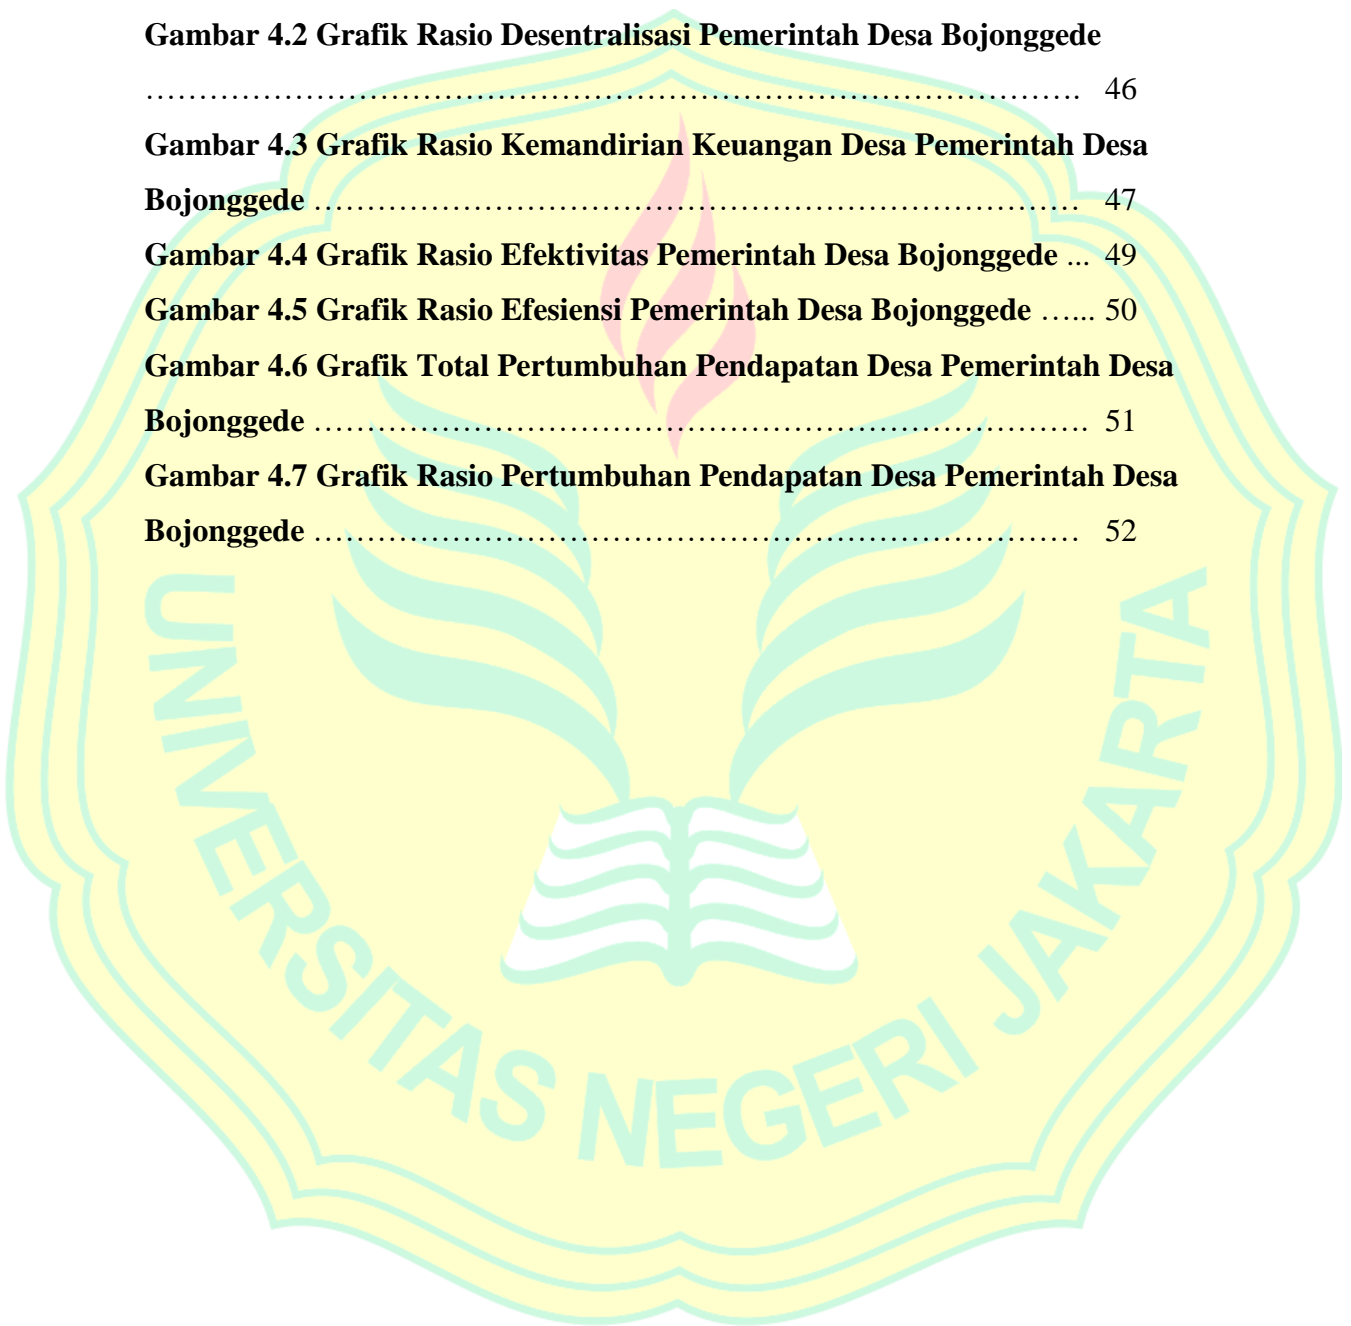 Gambar 4.2 Grafik Rasio Desentralisasi Pemerintah Desa Bojonggede
……………………………………………………………………………. 46
Gambar 4.3 Grafik Rasio Kemandirian Keuangan Desa Pemerintah Desa
Bojonggede ……………………………………………………………… 47
Gambar 4.4 Grafik Rasio Efektivitas Pemerintah Desa Bojonggede ... 49
Gambar 4.5 Grafik Rasio Efesiensi Pemerintah Desa Bojonggede …... 50
Gambar 4.6 Grafik Total Pertumbuhan Pendapatan Desa Pemerintah Desa
Bojonggede ………………………………………………………………. 51
Gambar 4.7 Grafik Rasio Pertumbuhan Pendapatan Desa Pemerintah Desa
Bojonggede ……………………………………………………………… 52
UNIVERSITAS NEGERI JAKARTA